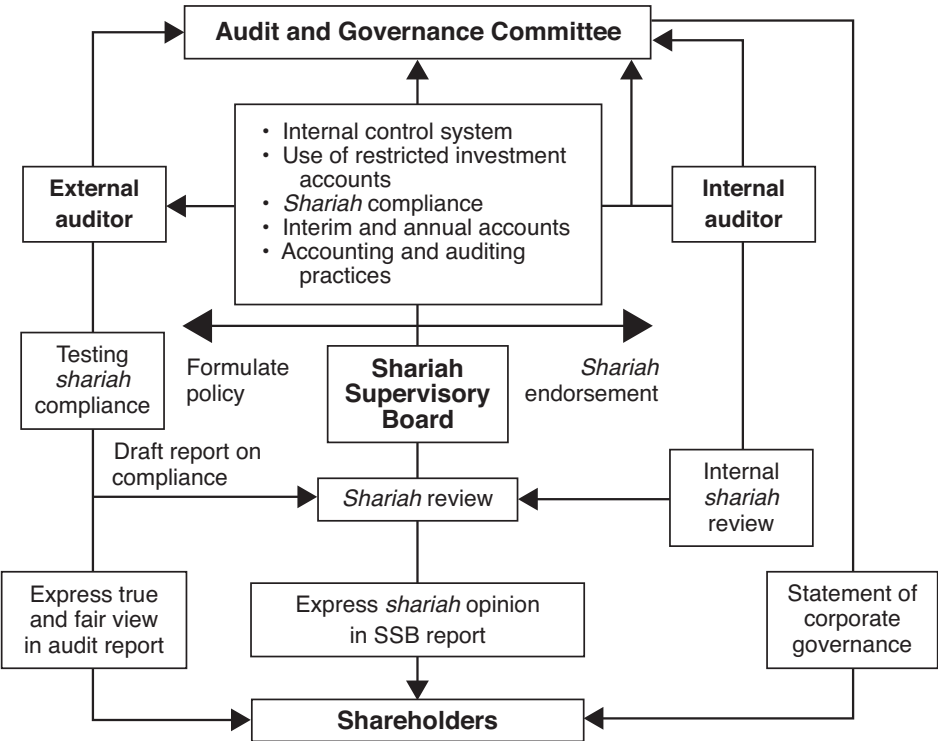 Audit and Governance Committee
• Internal control system
• Use of restricted investment
accounts
• Shariah compliance
• Interim and annual accounts
• Accounting and auditing
practices
External
auditor
Internal
auditor
Testing
shariah
compliance
Formulate
policy
Shariah
Supervisory
Board
Shariah
endorsement
Draft report on
compliance
Shariah review
Internal
shariah
review
Express true
and fair view
in audit report
Express shariah opinion
in SSB report
Statement of
corporate
governance
Shareholders